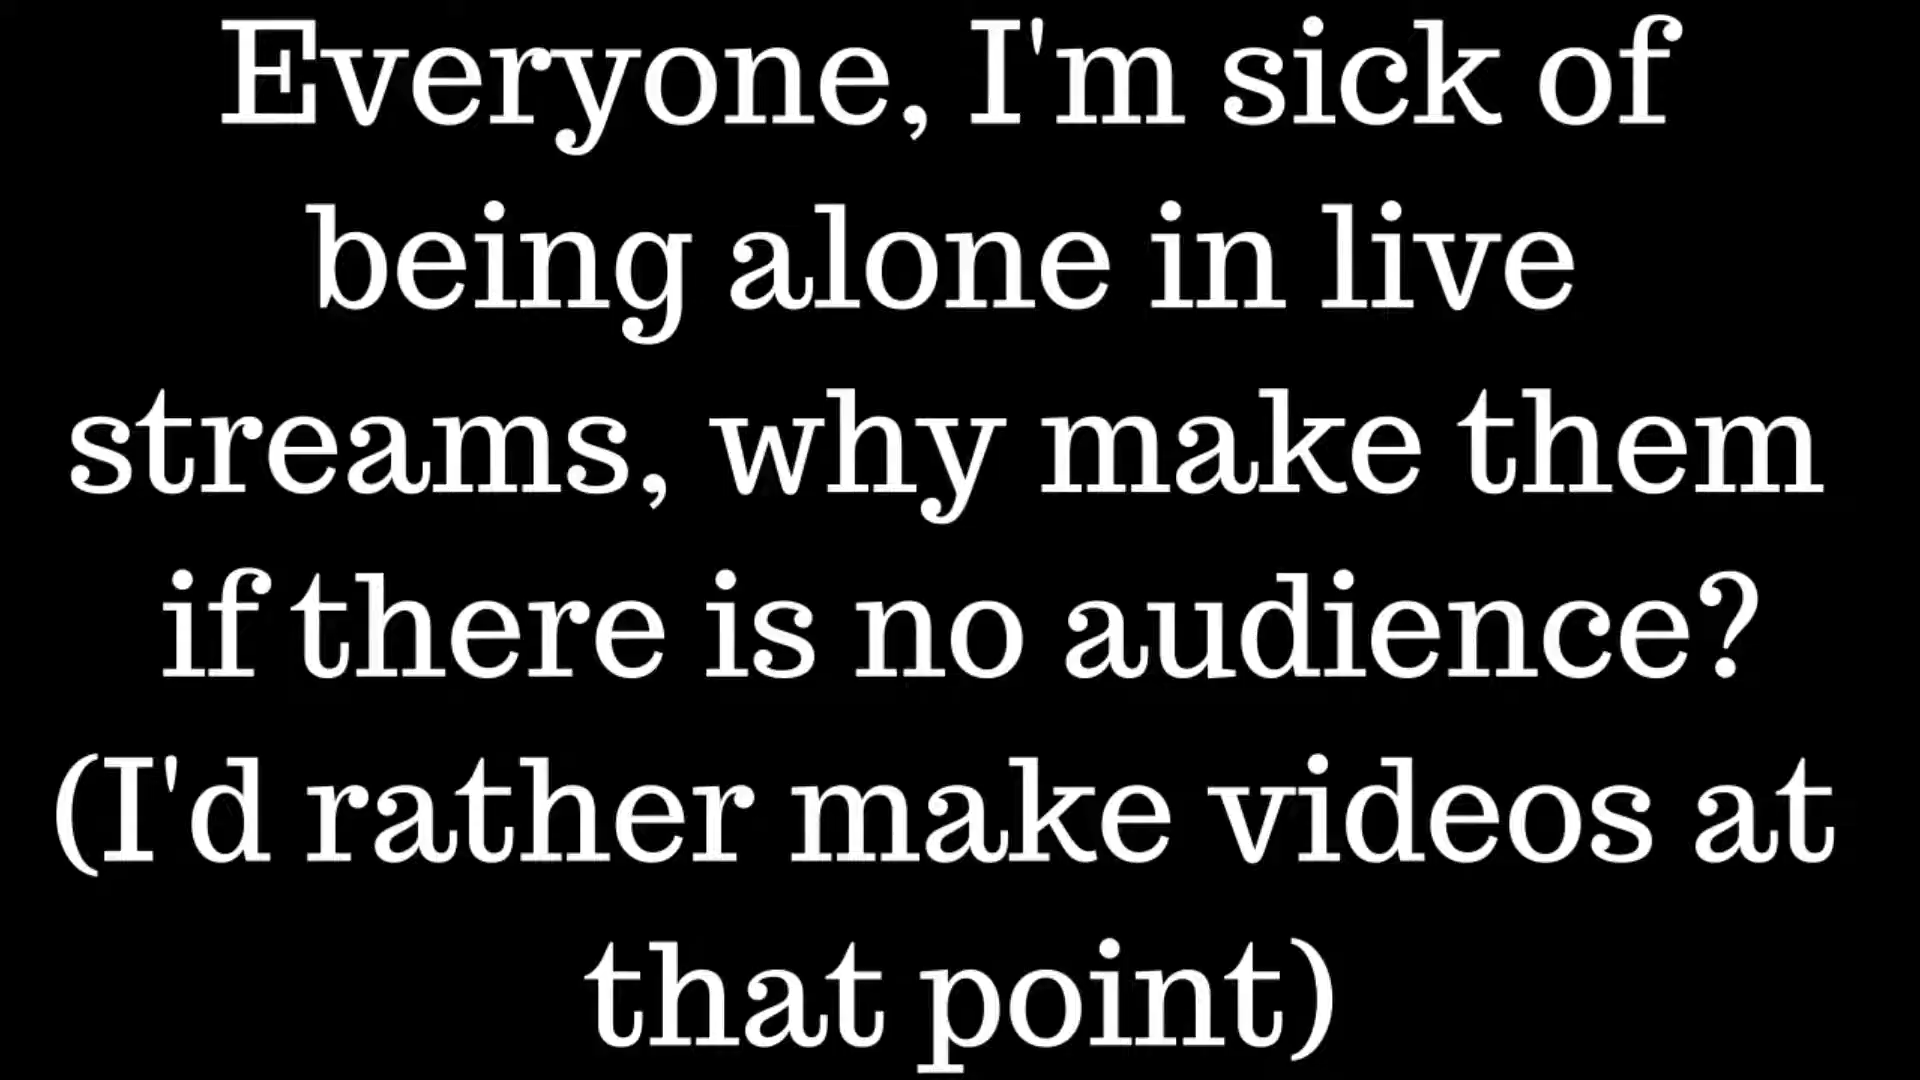 Everyone, I'm sick of
being alone in live
streams, why make them
if there is no audience?
(I'd rather make videos at
that point)